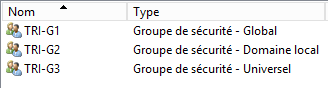 Nom Type
TRI-G1 Groupe de sécurité - Global
TRI-G2 Groupe de sécurité - Domaine local
TRI-G3 Groupe de sécurité - Universel